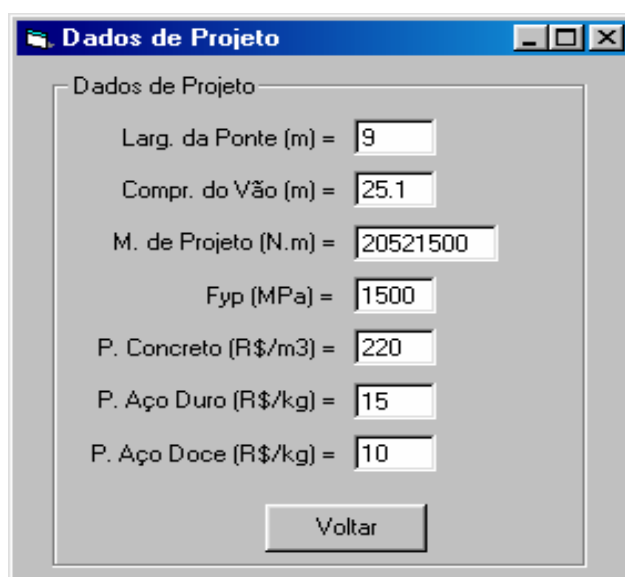 Dados de Projeto
Dados de Projeto
Larg. da Ponte (m) = 9
Compr. do Vão (m) = 25.1
M. de Projeto (N.m) = 20521500
Fyp (MPa) = 1500
P. Concreto (R$/m3) = 220
P. Aço Duro (R$/kg) = 15
P. Aço Doce (R$/kg) = 10
Voltar